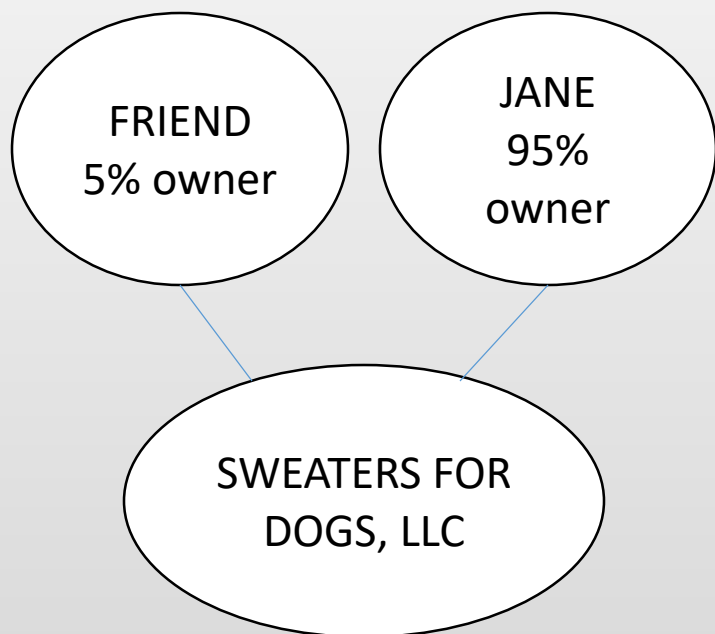 FRIEND
5% owner
JANE
95%
owner
SWEATERS FOR
DOGS, LLC